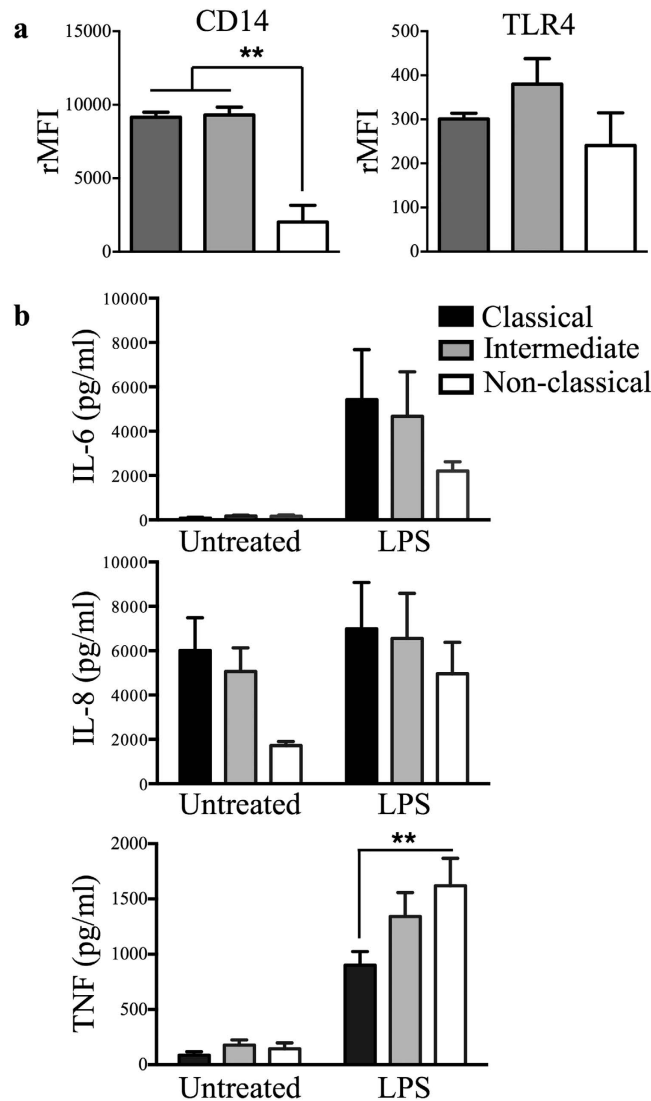 a
CD14
TLR4
**
rMFI
15000
10000
5000
0
rMFI
500
400
300
200
100
0
b
Classical
Intermediate
Non-classical
IL-6 (pg/ml)
10000
8000
6000
4000
2000
0
Untreated
LPS
IL-8 (pg/ml)
10000
8000
6000
4000
2000
0
Untreated
LPS
**
TNF (pg/ml)
2000
1500
1000
500
0
Untreated
LPS